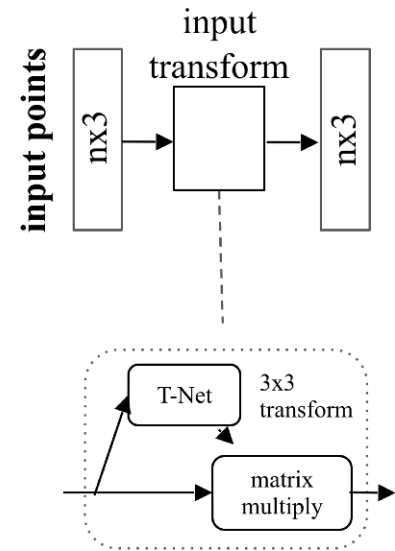 input
transform
input points
nx3
nx3
T-Net
3x3
transform
matrix
multiply